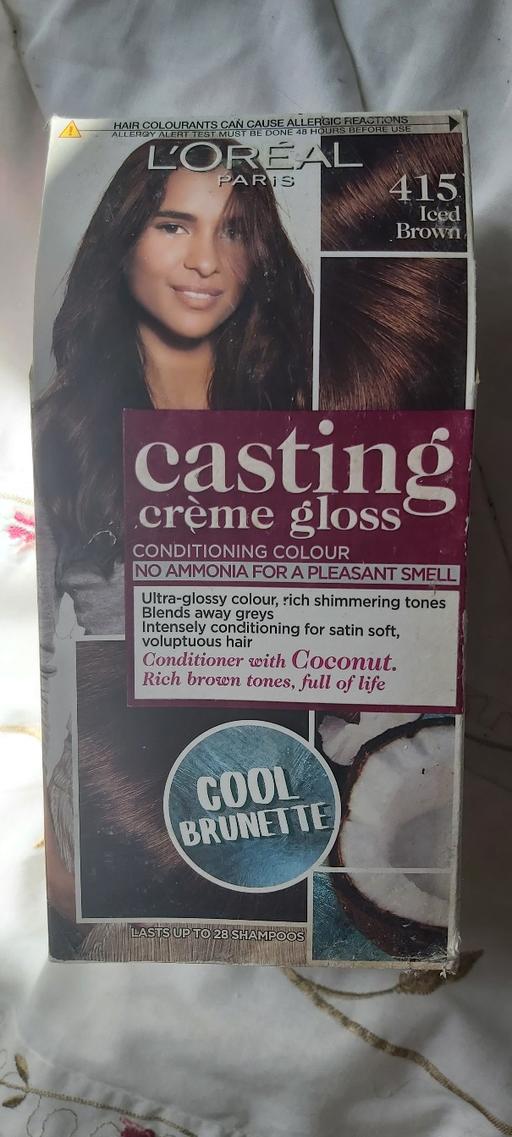 HAIR COLOURANTS CAN CAUSE ALLERGIC REACTIONS
ALLERGY ALERT TEST MUST BE DONE 48 HOURS BEFORE USE
L'ORÉAL
PARiS
415
Iced
Brown
casting
crème gloss
CONDITIONING COLOUR
NO AMMONIA FOR A PLEASANT SMELL
Ultra-glossy colour, rich shimmering tones
Blends away greys
Intensely conditioning for satin soft,
voluptuous hair
Conditioner with Coconut.
Rich brown tones, full of life
COOL
BRUNETTE
LASTS UP TO 28 SHAMPOOS